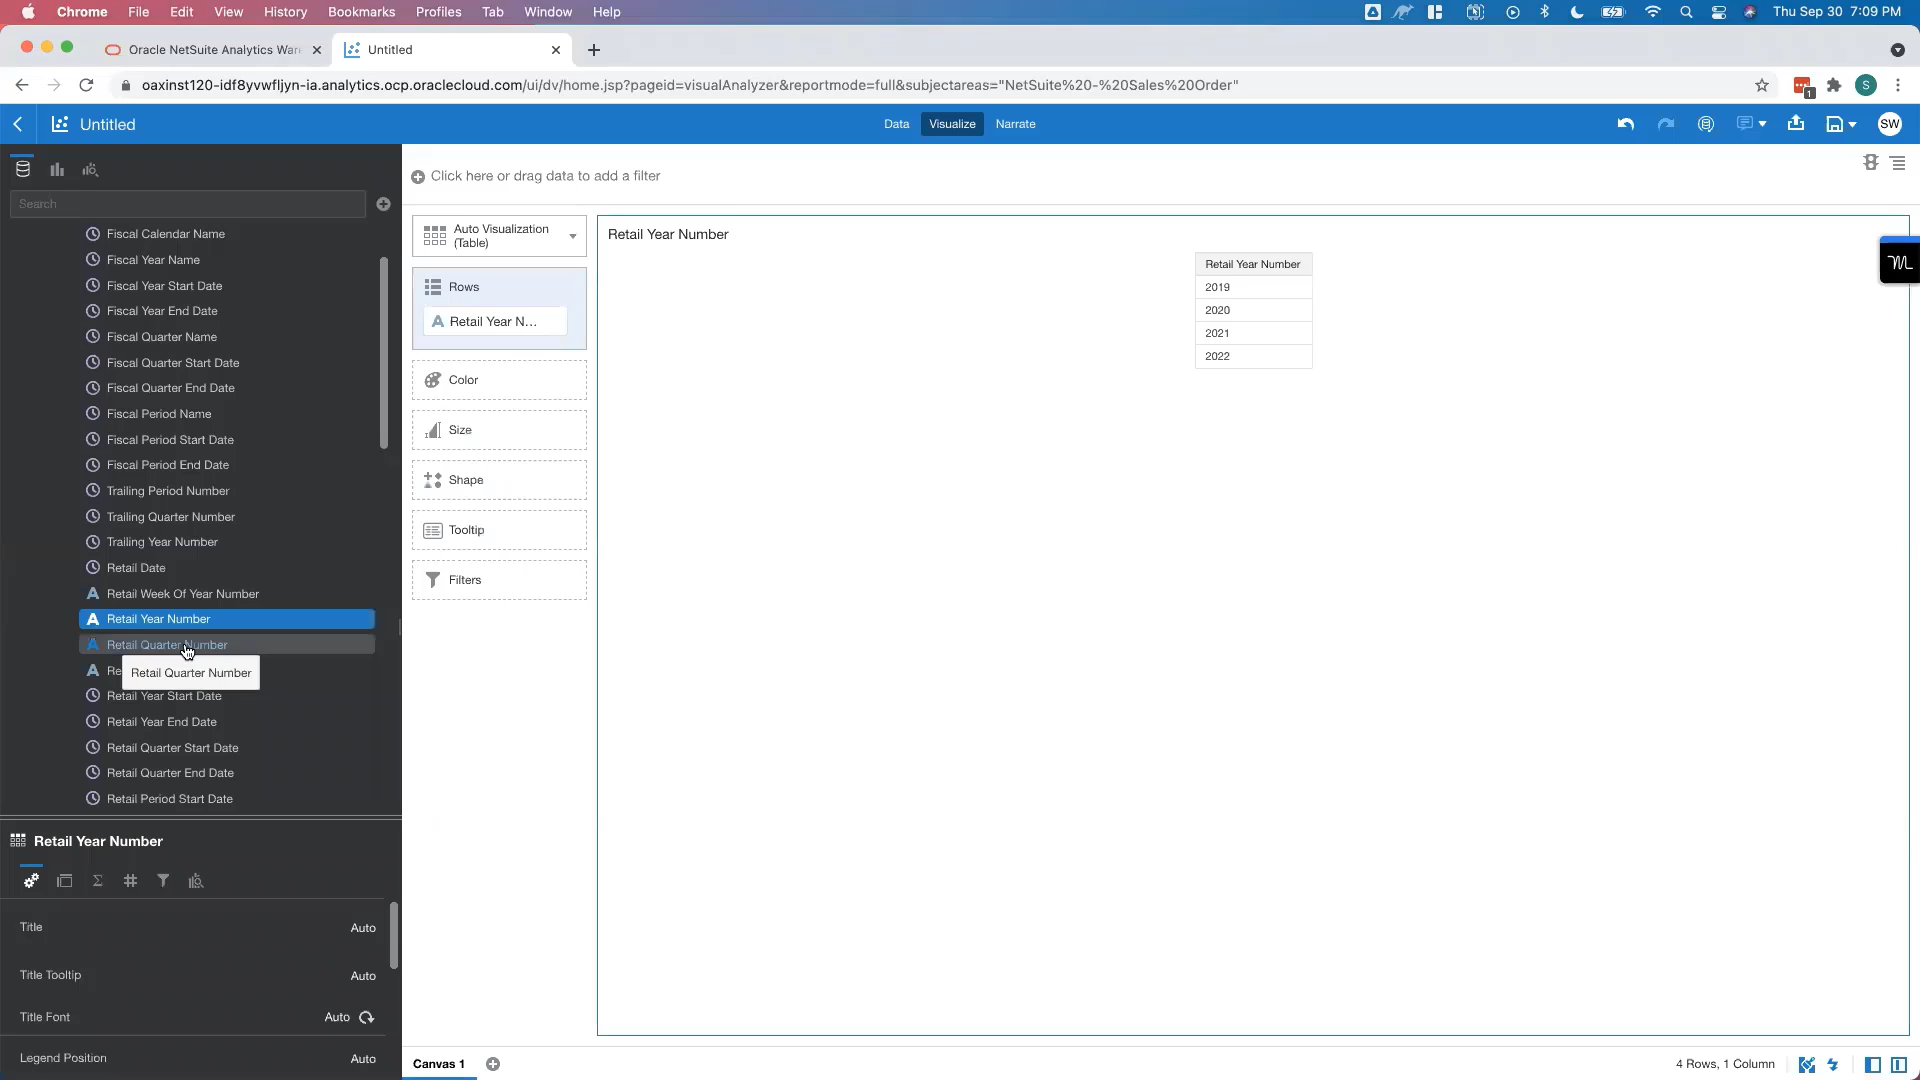 Chrome File Edit View History Bookmarks Profiles Tab Window Help Thu Sep 30 7:09 PM
Oracle NetSuite Analytics War Untitled
oaxinst120-idf8yvwfljyn-ia.analytics.ocp.oraclecloud.com/ui/dv/home.jsp?pageid=visualAnalyzer&reportmode=full&subjectareas="NetSuite%20-%20Sales%20Order" 1 S
Untitled Data Visualize Narrate SW
Search
Click here or drag data to add a filter
Fiscal Calendar Name
Fiscal Year Name
Fiscal Year Start Date
Fiscal Year End Date
Fiscal Quarter Name
Fiscal Quarter Start Date
Fiscal Quarter End Date
Fiscal Period Name
Fiscal Period Start Date
Fiscal Period End Date
Trailing Period Number
Trailing Quarter Number
Trailing Year Number
Retail Date
A Retail Week Of Year Number
A Retail Year Number
A Retail Quarter Number
A Re
Retail Quarter Number
Retail Year Start Date
Retail Year End Date
Retail Quarter Start Date
Retail Quarter End Date
Retail Period Start Date
Retail Year Number
Title Auto
Title Tooltip Auto
Title Font Auto
Legend Position Auto
Auto Visualization
(Table)
Rows
A Retail Year N...
Color
Size
Shape
Tooltip
Filters
Retail Year Number
Retail Year Number
2019
2020
2021
2022
Canvas 1
4 Rows, 1 Column